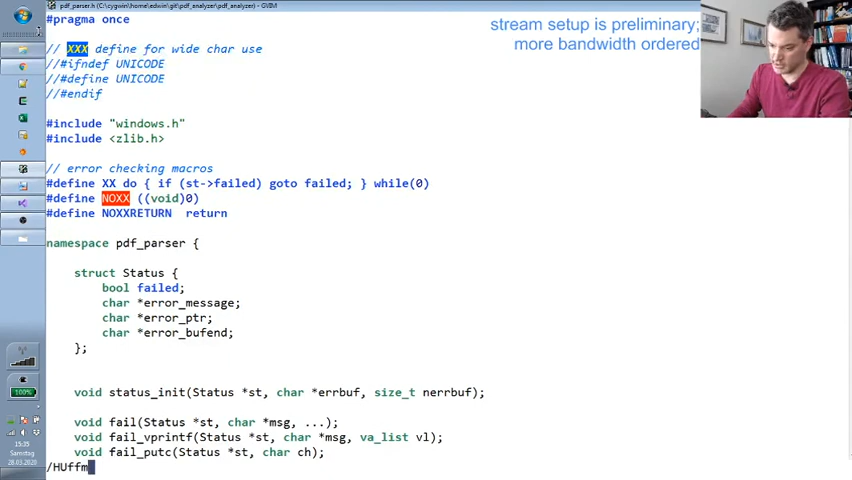 pdf_parser.h (C:\cygwin\home\edwin\git\pdf_analyzer\pdf_analyzer) - GVIM
#pragma once
stream setup is preliminary;
more bandwidth ordered
// XXX define for wide char use
//#ifndef UNICODE
//#define UNICODE
//#endif
#include "windows.h"
#include <zlib.h>
// error checking macros
#define XX do { if (st->failed) goto failed; } while(0)
#define NOXX ((void)0)
#define NOXXRETURN return
namespace pdf_parser {
struct Status {
bool failed;
char *error_message;
char *error_ptr;
char *error_bufend;
};
void status_init(Status *st, char *errbuf, size_t nerrbuf);
void fail(Status *st, char *msg, ...);
void fail_vprintf(Status *st, char *msg, va_list vl);
void fail_putc(Status *st, char ch);
/HUffm
100%
15:35
Samstag
28.03.2020